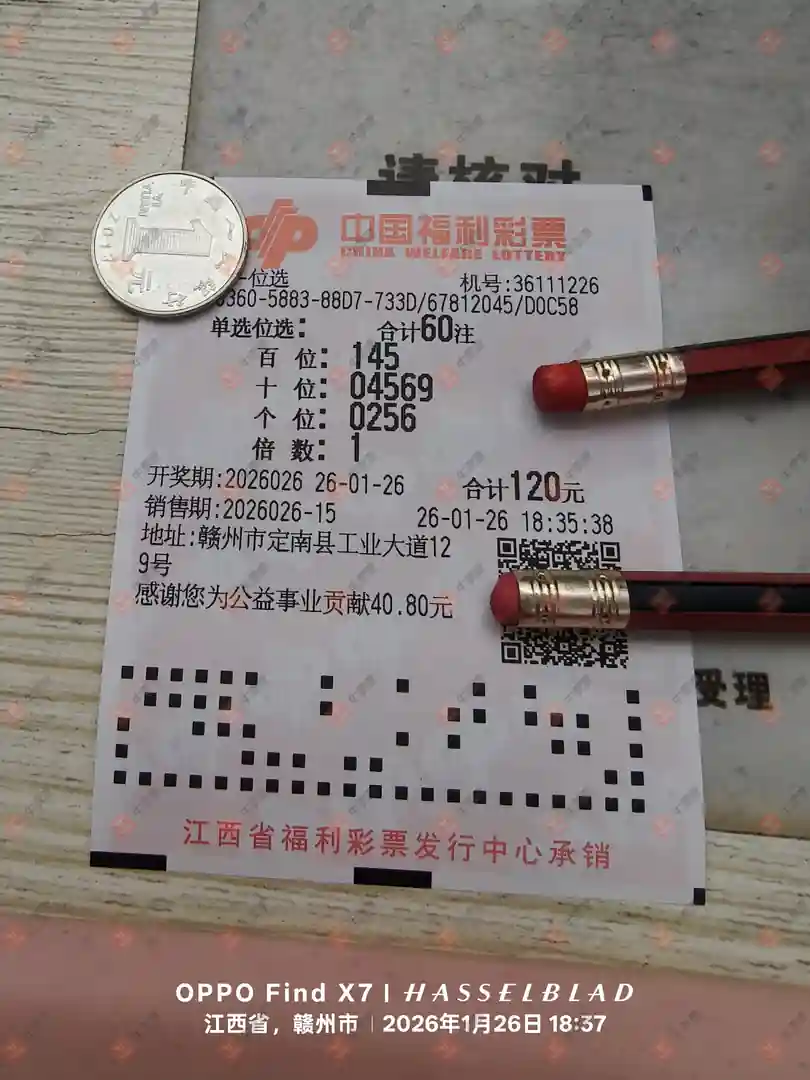 请核对
中国福利彩票
CHINA WELFARE LOTTERY
-位选
机号:36111226
360-5883-88D7-733D/67812045/D0C58
单选位选: 合计60注
百 位: 145
十 位: 04569
个 位: 0256
倍 数: 1
开奖期:2026026 26-01-26 合计120元
销售期:2026026-15 26-01-26 18:35:38
地址:赣州市定南县工业大道12
9号
感谢您为公益事业贡献40.80元
受理
江西省福利彩票发行中心承销
OPPO Find X7 | HASSELBLAD
江西省，赣州市 | 2026年1月26日 18:37